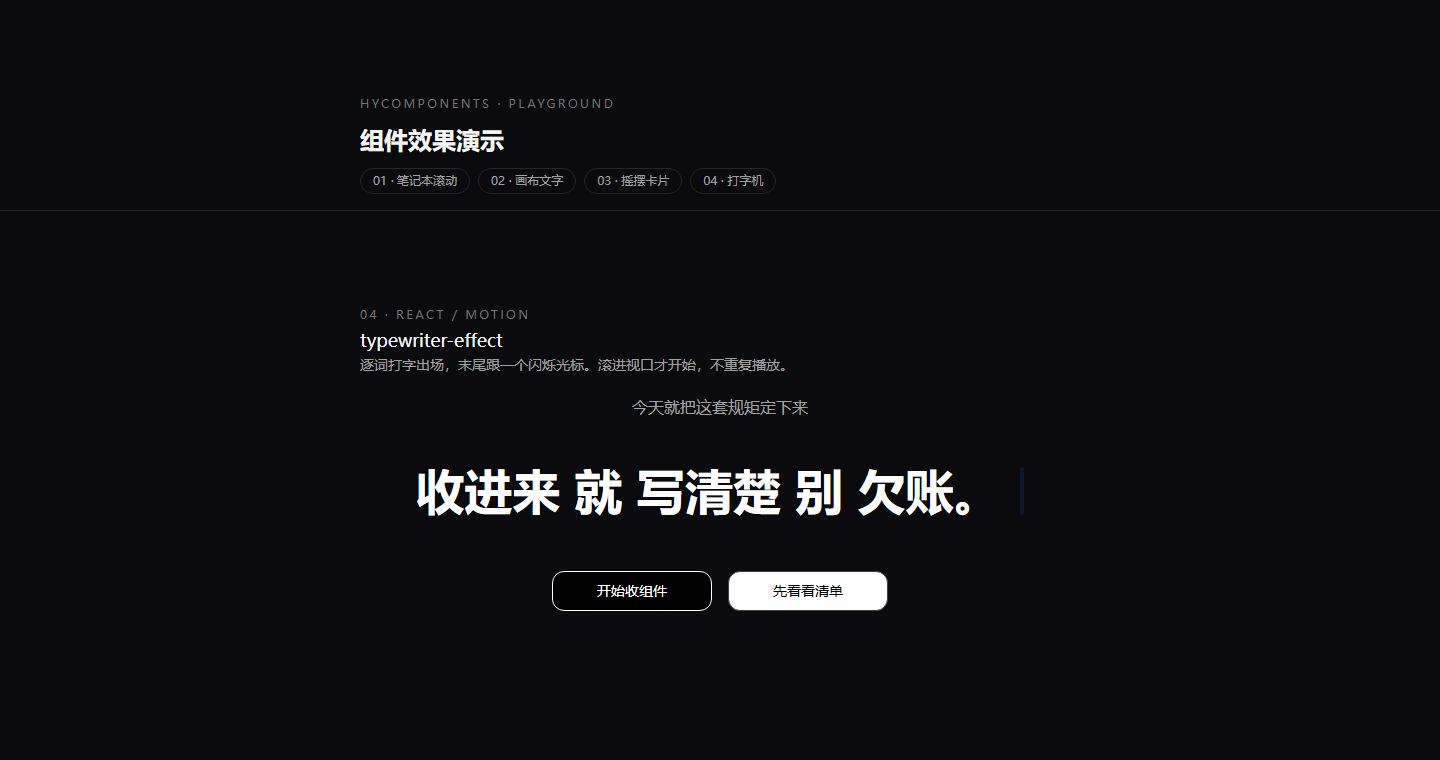 HYCOMPONENTS · PLAYGROUND
组件效果演示
01 · 笔记本滚动 02 · 画布文字 03 · 摇摆卡片 04 · 打字机
04 · REACT / MOTION
typewriter-effect
逐词打字出场，末尾跟一个闪烁光标。滚进视口才开始，不重复播放。
今天就把这套规矩定下来
收进来 就 写清楚 别 欠账。
开始收组件 先看看清单